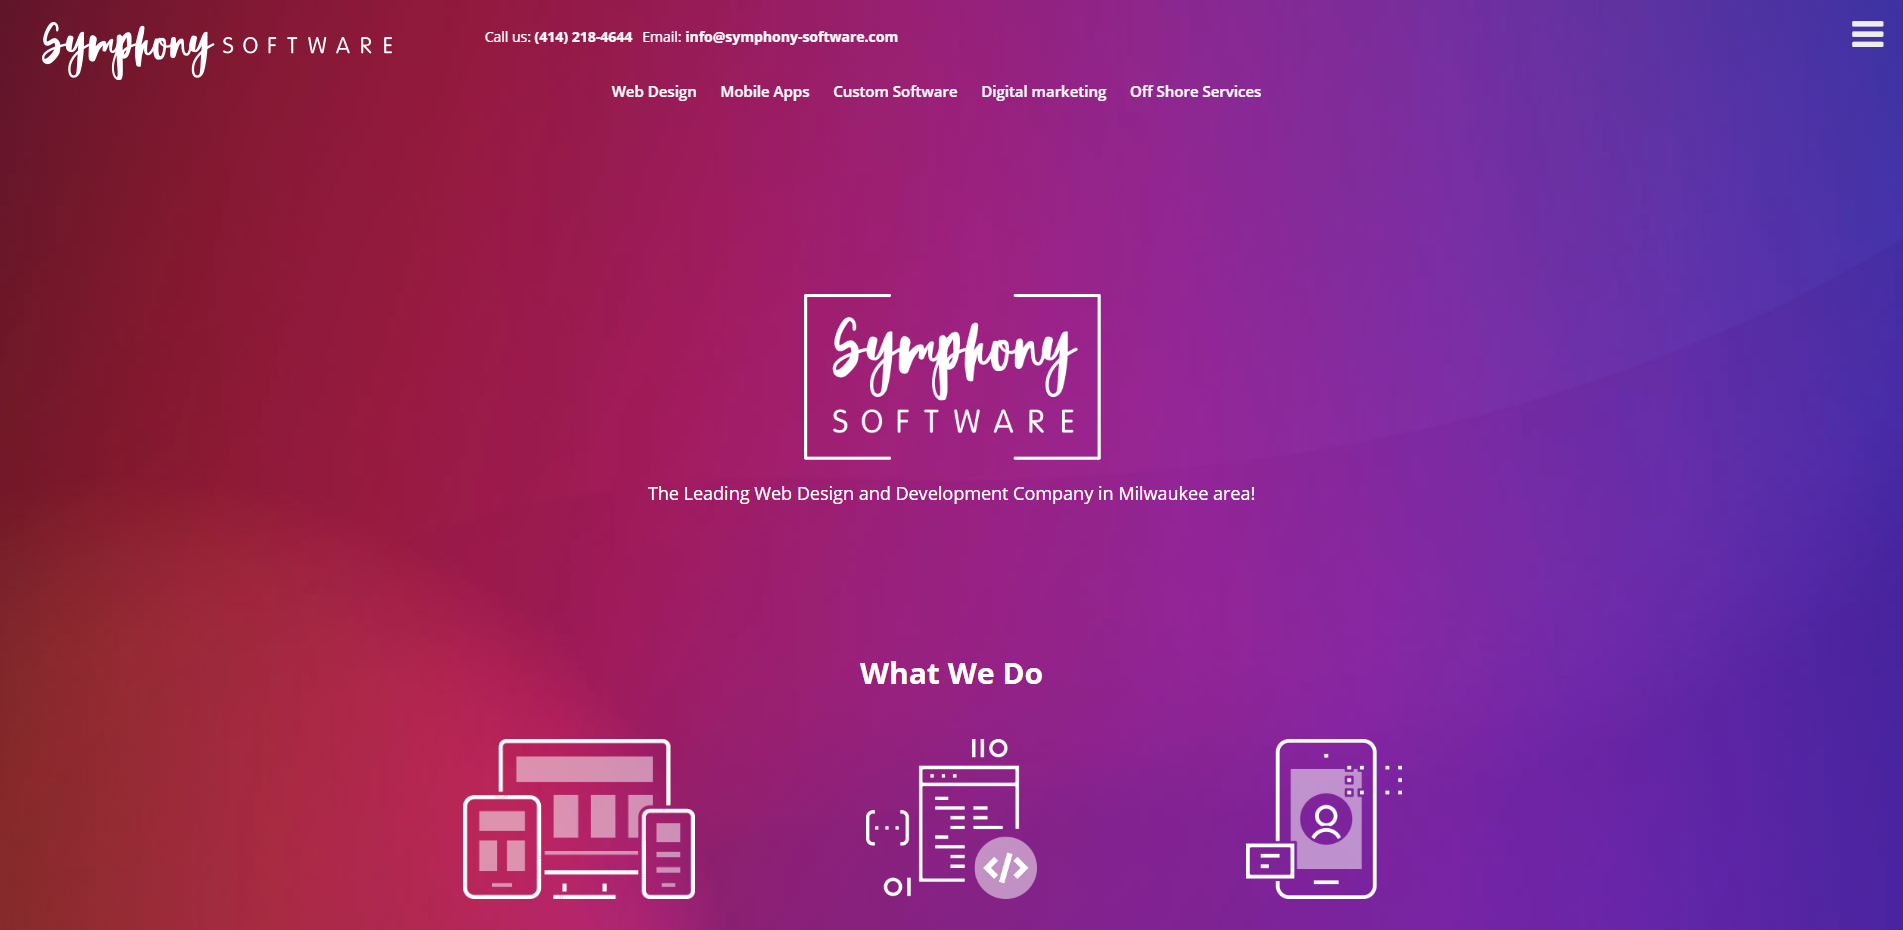 Symphony SOFTWARE
Call us: (414) 218-4644 Email: info@symphony-software.com
Web Design Mobile Apps Custom Software Digital marketing Off Shore Services
Symphony
SOFTWARE
The Leading Web Design and Development Company in Milwaukee area!
What We Do